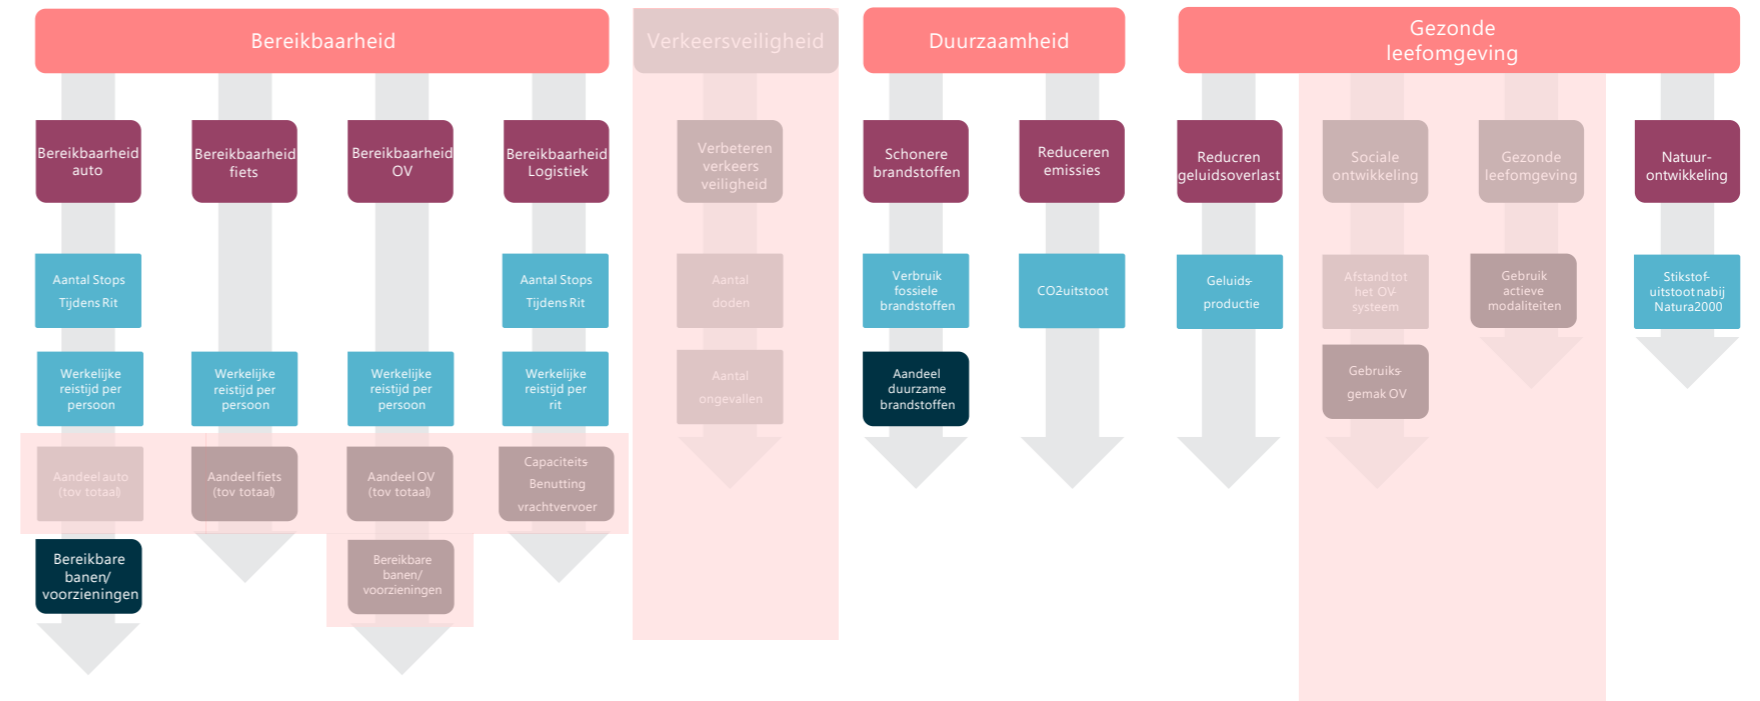 Bereikbaarheid
Verkeersveiligheid
Duurzaamheid
Gezonde
leefomgeving
Bereikbaarheid
auto
Bereikbaarheid
fiets
Bereikbaarheid
OV
Bereikbaarheid
Logistiek
Verbeteren
verkeers
veiligheid
Schonere
brandstoffen
Reduceren
emissies
Reducren
geluidsoverlast
Sociale
ontwikkeling
Gezonde
leefomgeving
Natuur-
ontwikkeling
Aantal Stops
Tijdens Rit
Aantal Stops
Tijdens Rit
Aantal
doden
Verbruik
fossiele
brandstoffen
CO2uitstoot
Geluids-
productie
Afstand tot
het OV-
systeem
Gebruik
actieve
modaliteiten
Stikstof-
uitstoot nabij
Natura2000
Werkelijke
reistijd per
persoon
Werkelijke
reistijd per
persoon
Werkelijke
reistijd per
persoon
Werkelijke
reistijd per
rit
Aantal
ongevallen
Aandeel
duurzame
brandstoffen
Gebruiks-
gemak OV
Aandeel auto
(tov totaal)
Aandeel fiets
(tov totaal)
Aandeel OV
(tov totaal)
Capaciteits-
Benutting
vrachtvervoer
Bereikbare
banen/
voorzieningen
Bereikbare
banen/
voorzieningen